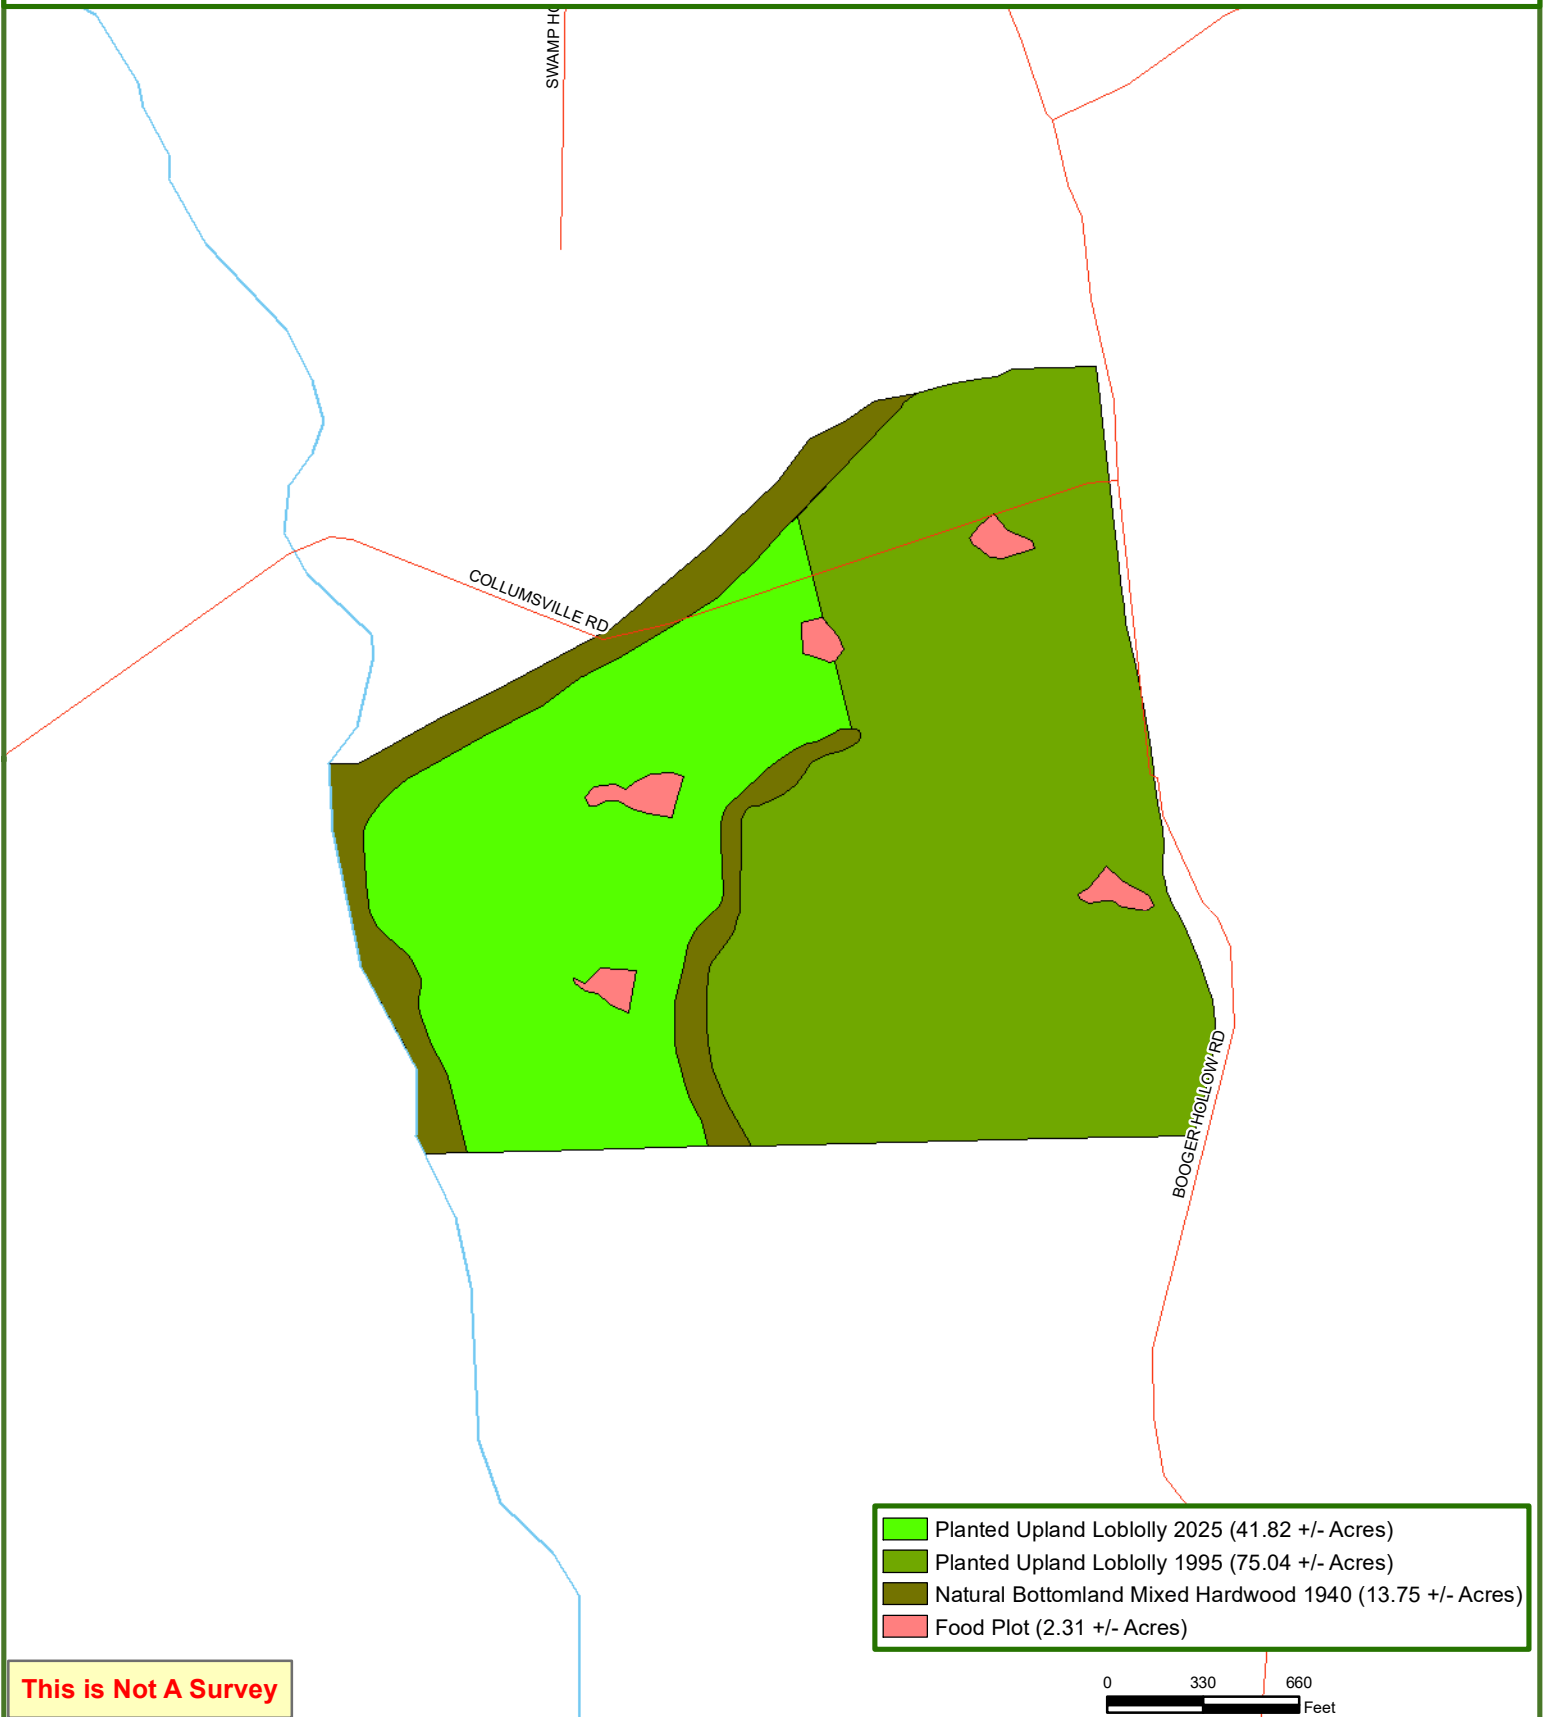 SWAMP
COLLUMSVILLE RD
BOOGER HOLLOW RD
Planted Upland Loblolly 2025 (41.82 +/- Acres)
Planted Upland Loblolly 1995 (75.04 +/- Acres)
Natural Bottomland Mixed Hardwood 1940 (13.75 +/- Acres)
Food Plot (2.31 +/- Acres)
This is Not A Survey
0 330 660
Feet